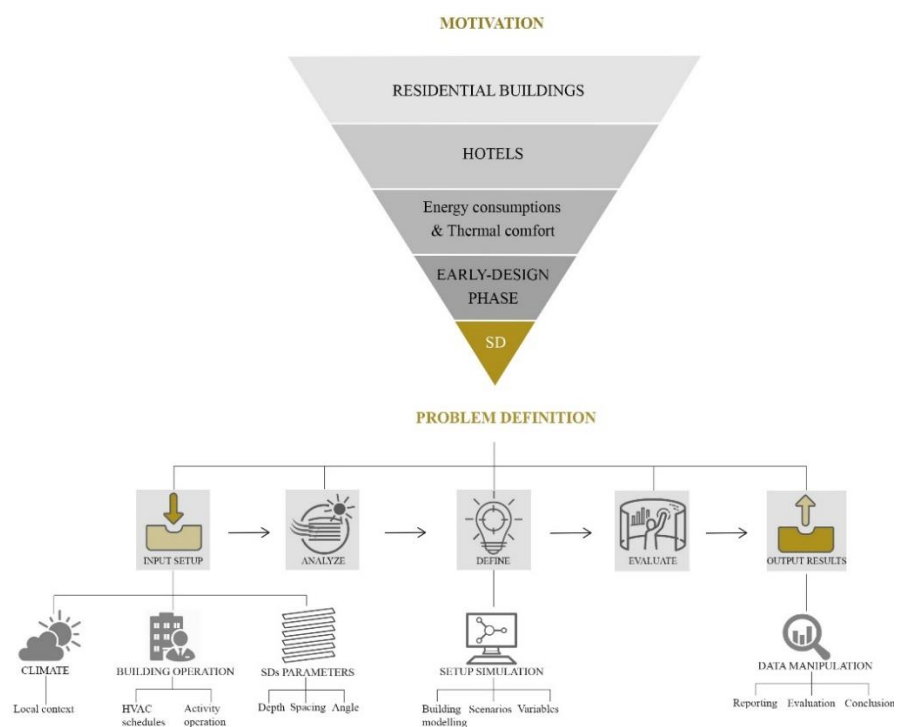 MOTIVATION
RESIDENTIAL BUILDINGS
HOTELS
Energy consumptions
& Thermal comfort
EARLY-DESIGN
PHASE
SD
PROBLEM DEFINITION
INPUT SETUP
ANALYZE
DEFINE
EVALUATE
OUTPUT RESULTS
CLIMATE
BUILDING OPERATION
SDs PARAMETERS
SETUP SIMULATION
DATA MANIPULATION
Local context
HVAC
schedules
Activity
operation
Depth
Spacing
Angle
Building
modelling
Scenarios
Variables
Reporting
Evaluation
Conclusion